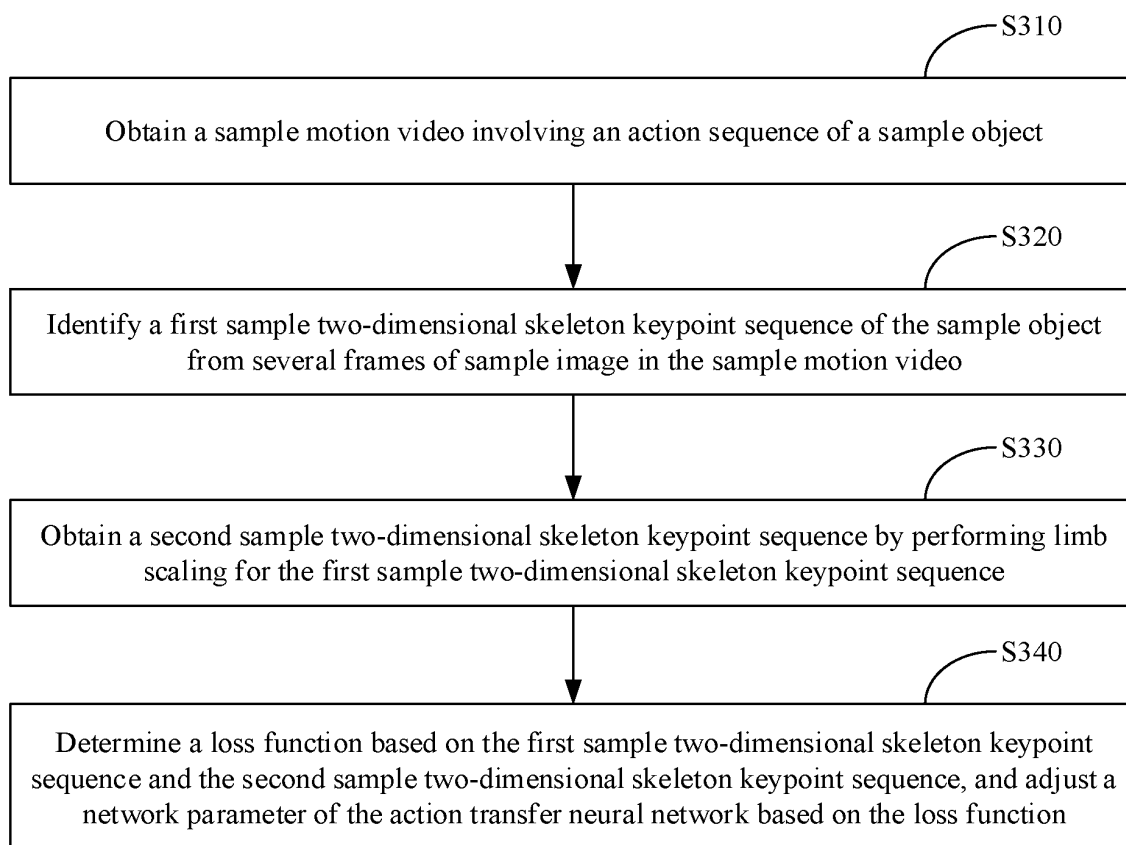 S310
Obtain a sample motion video involving an action sequence of a sample object
S320
Identify a first sample two-dimensional skeleton keypoint sequence of the sample object
from several frames of sample image in the sample motion video
S330
Obtain a second sample two-dimensional skeleton keypoint sequence by performing limb
scaling for the first sample two-dimensional skeleton keypoint sequence
S340
Determine a loss function based on the first sample two-dimensional skeleton keypoint
sequence and the second sample two-dimensional skeleton keypoint sequence, and adjust a
network parameter of the action transfer neural network based on the loss function